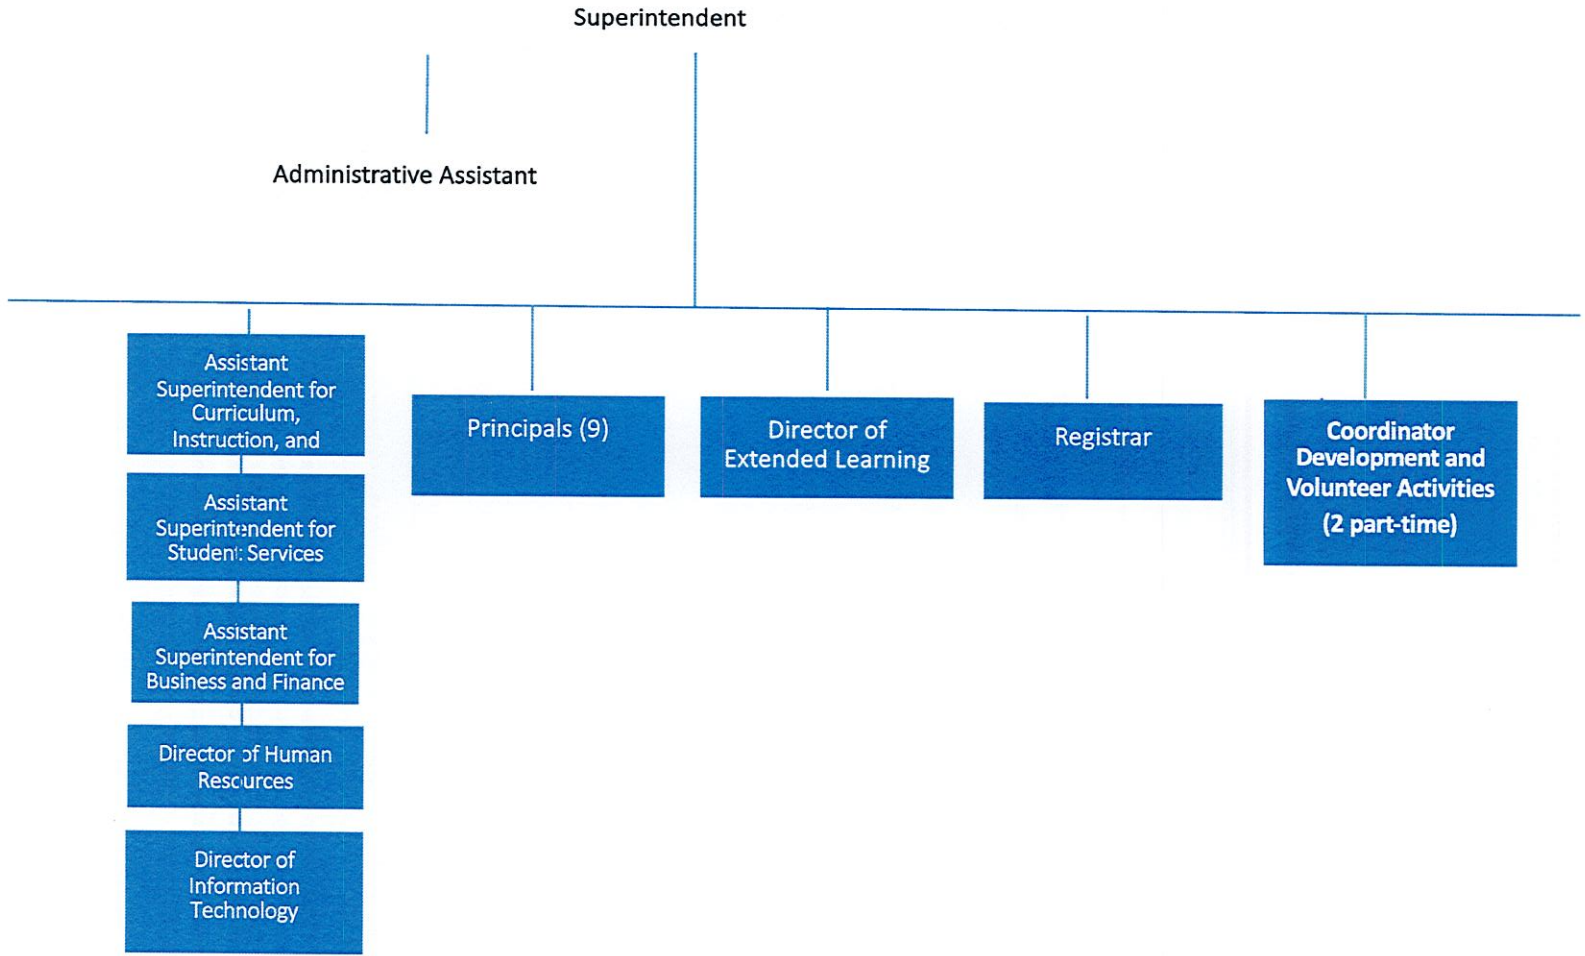 Superintendent
Administrative Assistant
Assistant
Superintendent for
Curriculum,
Instruction, and
Assistant
Superintendent for
Student Services
Assistant
Superintendent for
Business and Finance
Director of Human
Resources
Director of
Information
Technology
Principals (9)
Director of
Extended Learning
Registrar
Coordinator
Development and
Volunteer Activities
(2 part-time)